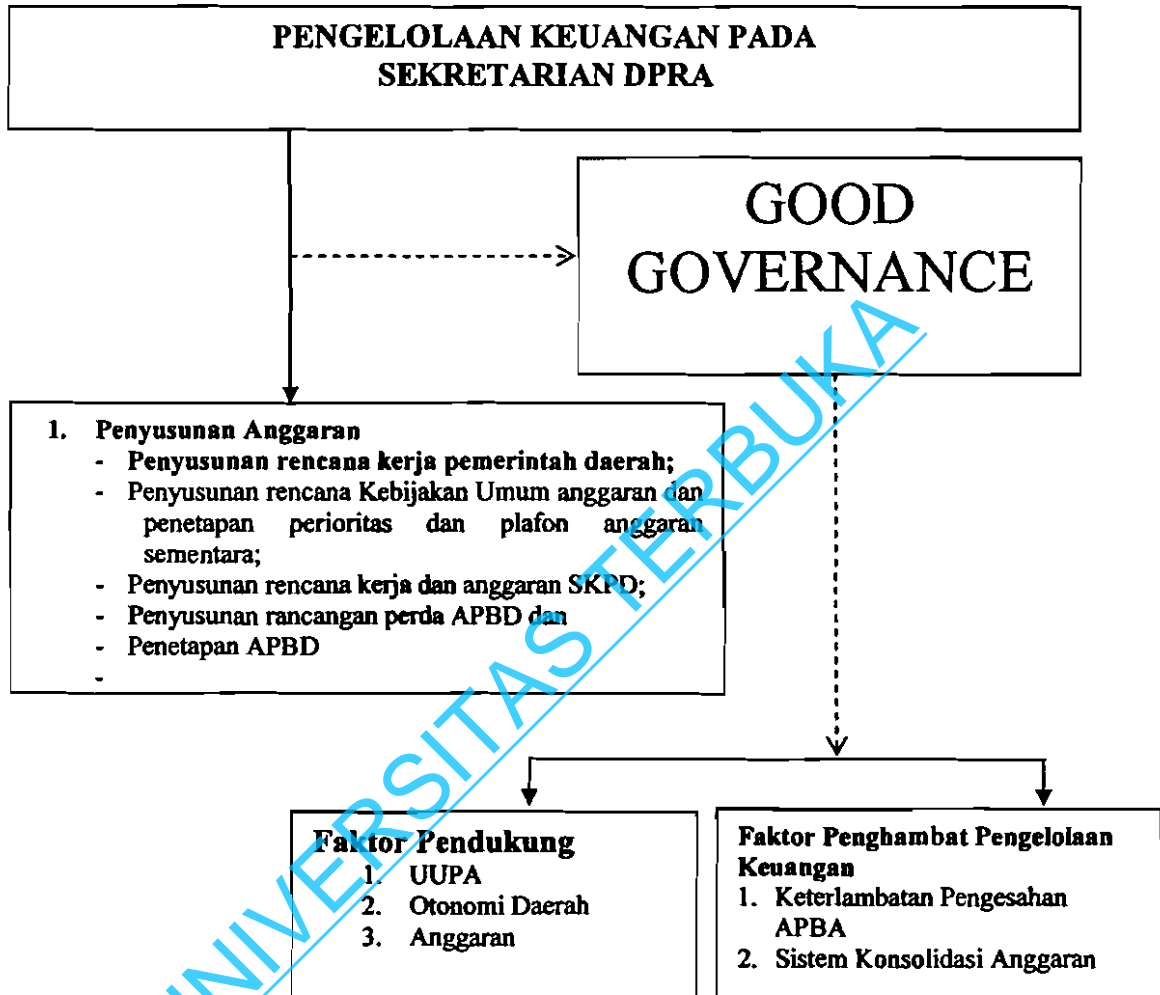 PENGELOLAAN KEUANGAN PADA
SEKRETARIAN DPRA
GOOD
GOVERNANCE
1. Penyusunan Anggaran
- Penyusunan rencana kerja pemerintah daerah;
- Penyusunan rencana Kebijakan Umum anggaran dan
penetapan perioritas dan plafon anggaran
sementara;
- Penyusunan rencana kerja dan anggaran SKPD;
- Penyusunan rancangan perda APBD dan
- Penetapan APBD
-
Faktor Pendukung
1. UUPA
2. Otonomi Daerah
3. Anggaran
Faktor Penghambat Pengelolaan
Keuangan
1. Keterlambatan Pengesahan
APBA
2. Sistem Konsolidasi Anggaran
UNIVERSITAS TERBUKA